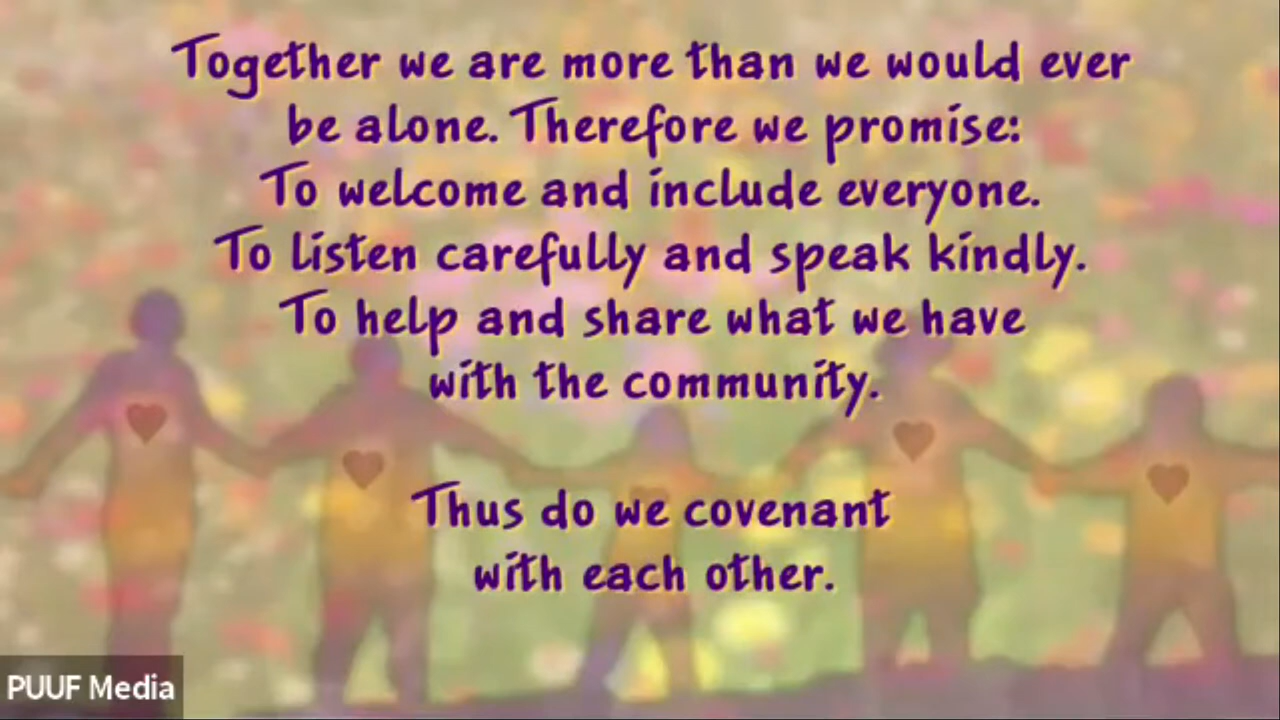 Together we are more than we would ever
be alone. Therefore we promise:
To welcome and include everyone.
To listen carefully and speak kindly.
To help and share what we have
with the community.
Thus do we covenant
with each other.
PUUF Media